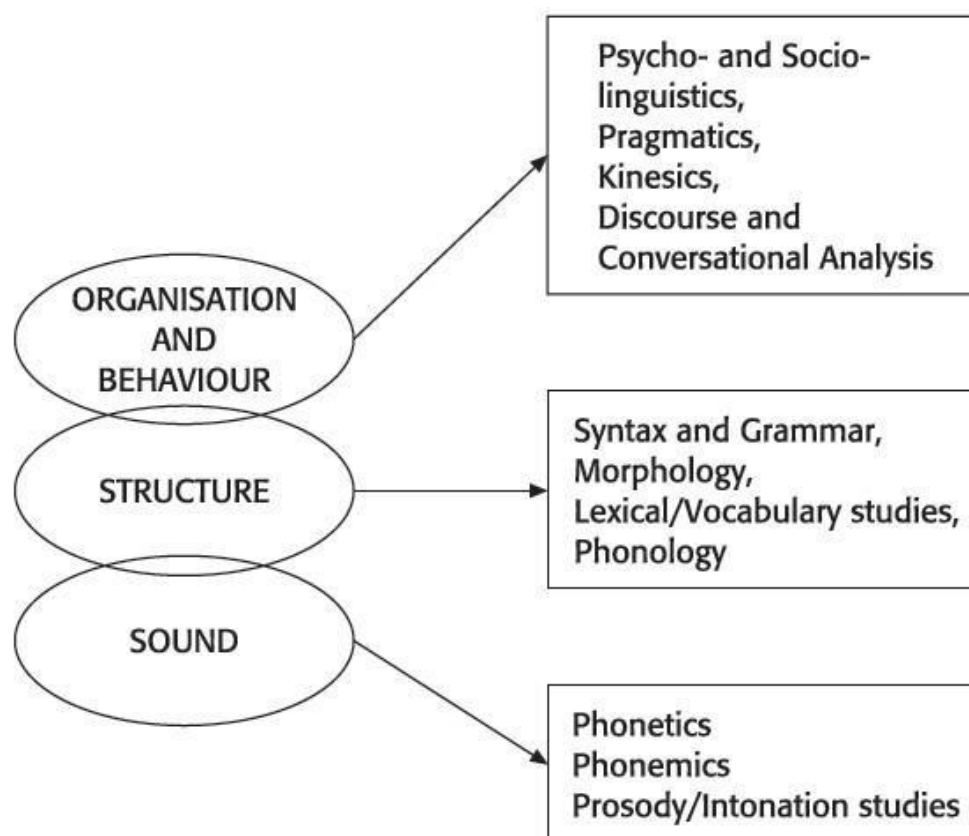 Psycho- and Socio-
linguistics,
Pragmatics,
Kinesics,
Discourse and
Conversational Analysis
ORGANISATION
AND
BEHAVIOUR
Syntax and Grammar,
Morphology,
Lexical/Vocabulary studies,
Phonology
STRUCTURE
SOUND
Phonetics
Phonemics
Prosody/Intonation studies